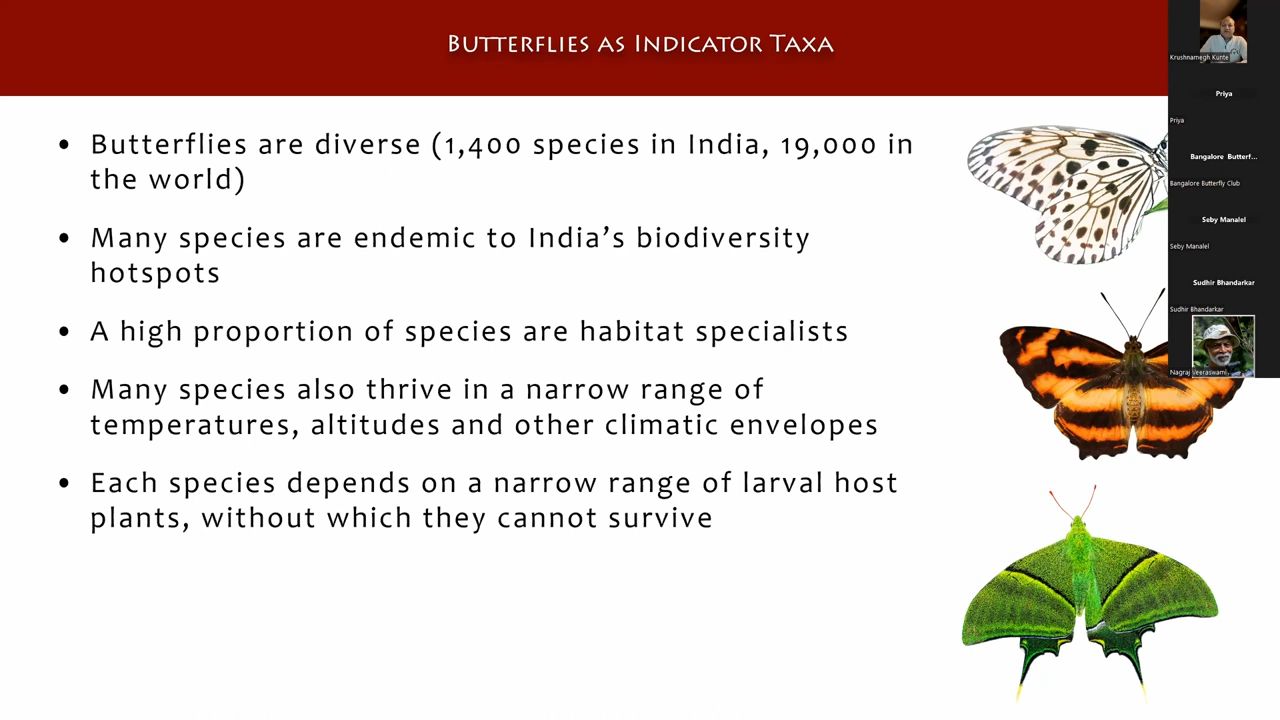 Butterflies as Indicator Taxa
• Butterflies are diverse (1,400 species in India, 19,000 in
the world)
• Many species are endemic to India’s biodiversity
hotspots
• A high proportion of species are habitat specialists
• Many species also thrive in a narrow range of
temperatures, altitudes and other climatic envelopes
• Each species depends on a narrow range of larval host
plants, without which they cannot survive
Krushnamegh Kunte
Priya
Priya
Bangalore Butterf...
Bangalore Butterfly Club
Seby Manalel
Seby Manalel
Sudhir Bhandarkar
Sudhir Bhandarkar
Nagraj Veeraswami